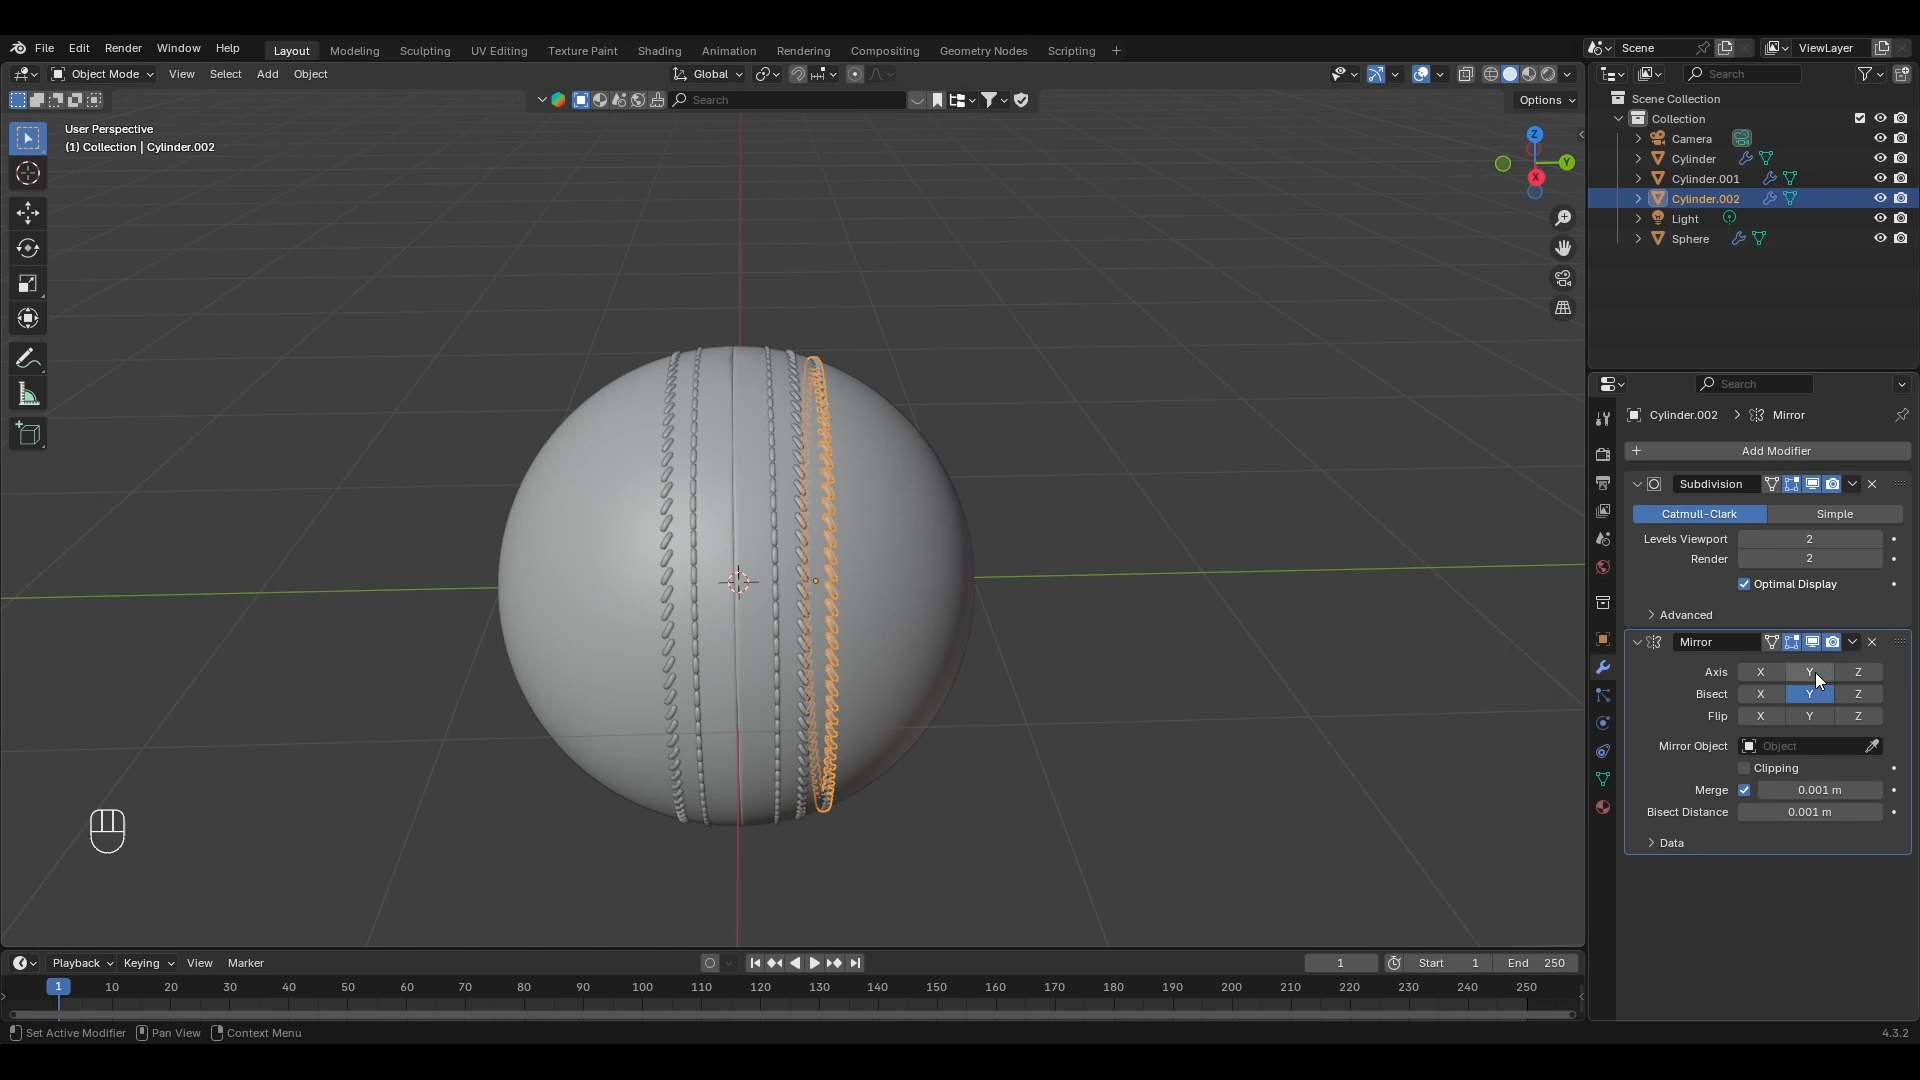 File Edit Render Window Help Layout Modeling Sculpting UV Editing Texture Paint Shading Animation Rendering Compositing Geometry Nodes Scripting + Scene ViewLayer
Object Mode View Select Add Object Global Search
Search Options
User Perspective
(1) Collection | Cylinder.002
Z
Y
X
Scene Collection
Collection
Camera
Cylinder
Cylinder.001
Cylinder.002
Light
Sphere
Search
Cylinder.002 > Mirror
+ Add Modifier
Subdivision
Catmull-Clark Simple
Levels Viewport 2
Render 2
Optimal Display
Advanced
Mirror
Axis X Y Z
Bisect X Y Z
Flip X Y Z
Mirror Object Object
Clipping
Merge 0.001 m
Bisect Distance 0.001 m
Data
Playback Keying View Marker 1 Start 1 End 250
1 10 20 30 40 50 60 70 80 90 100 110 120 130 140 150 160 170 180 190 200 210 220 230 240 250
Set Active Modifier Pan View Context Menu 4.3.2